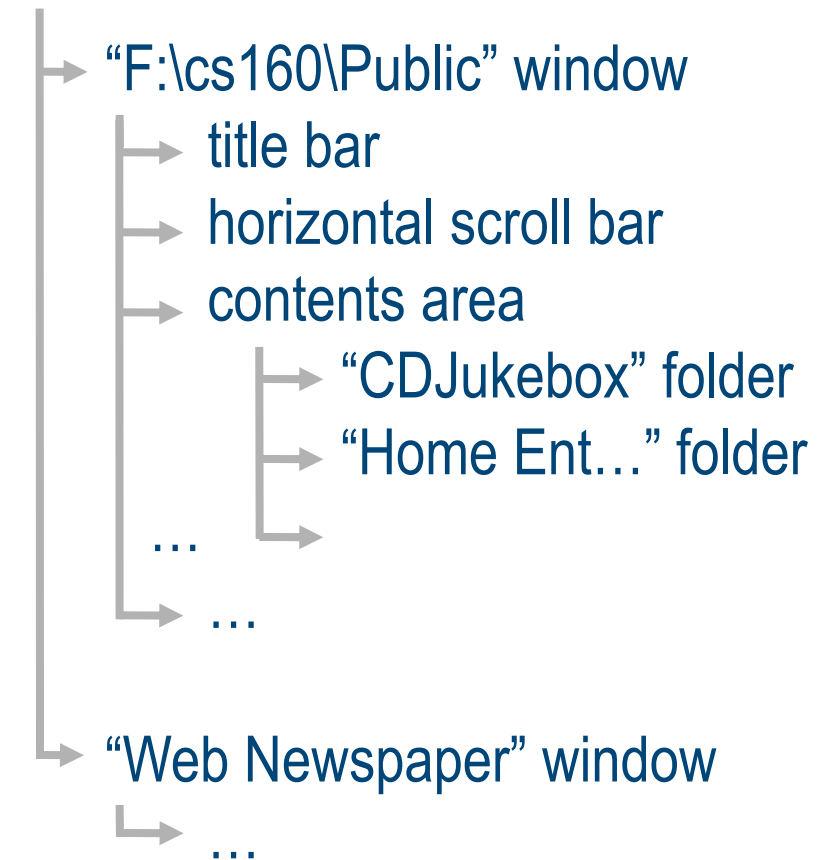 “F:\cs160\Public” window
title bar
horizontal scroll bar
contents area
“CDJukebox” folder
“Home Ent…” folder
…
…
“Web Newspaper” window
…